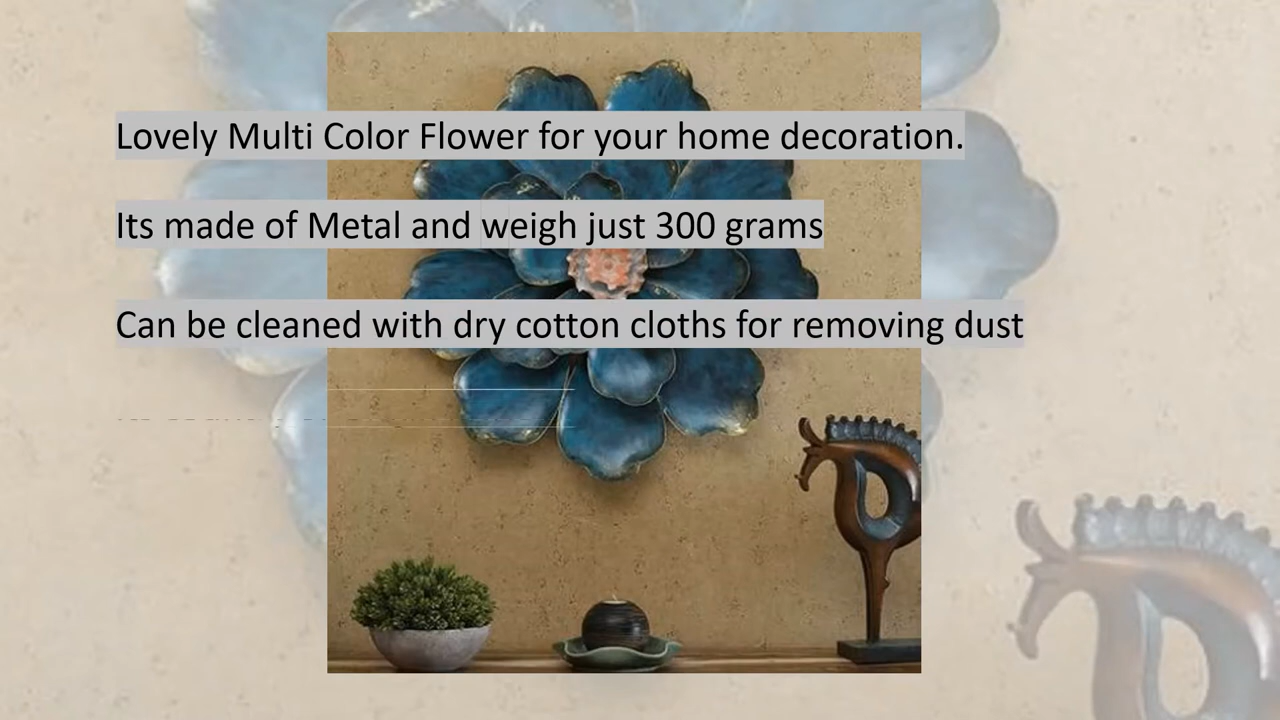 Lovely Multi Color Flower for your home decoration.
Its made of Metal and weigh just 300 grams
Can be cleaned with dry cotton cloths for removing dust